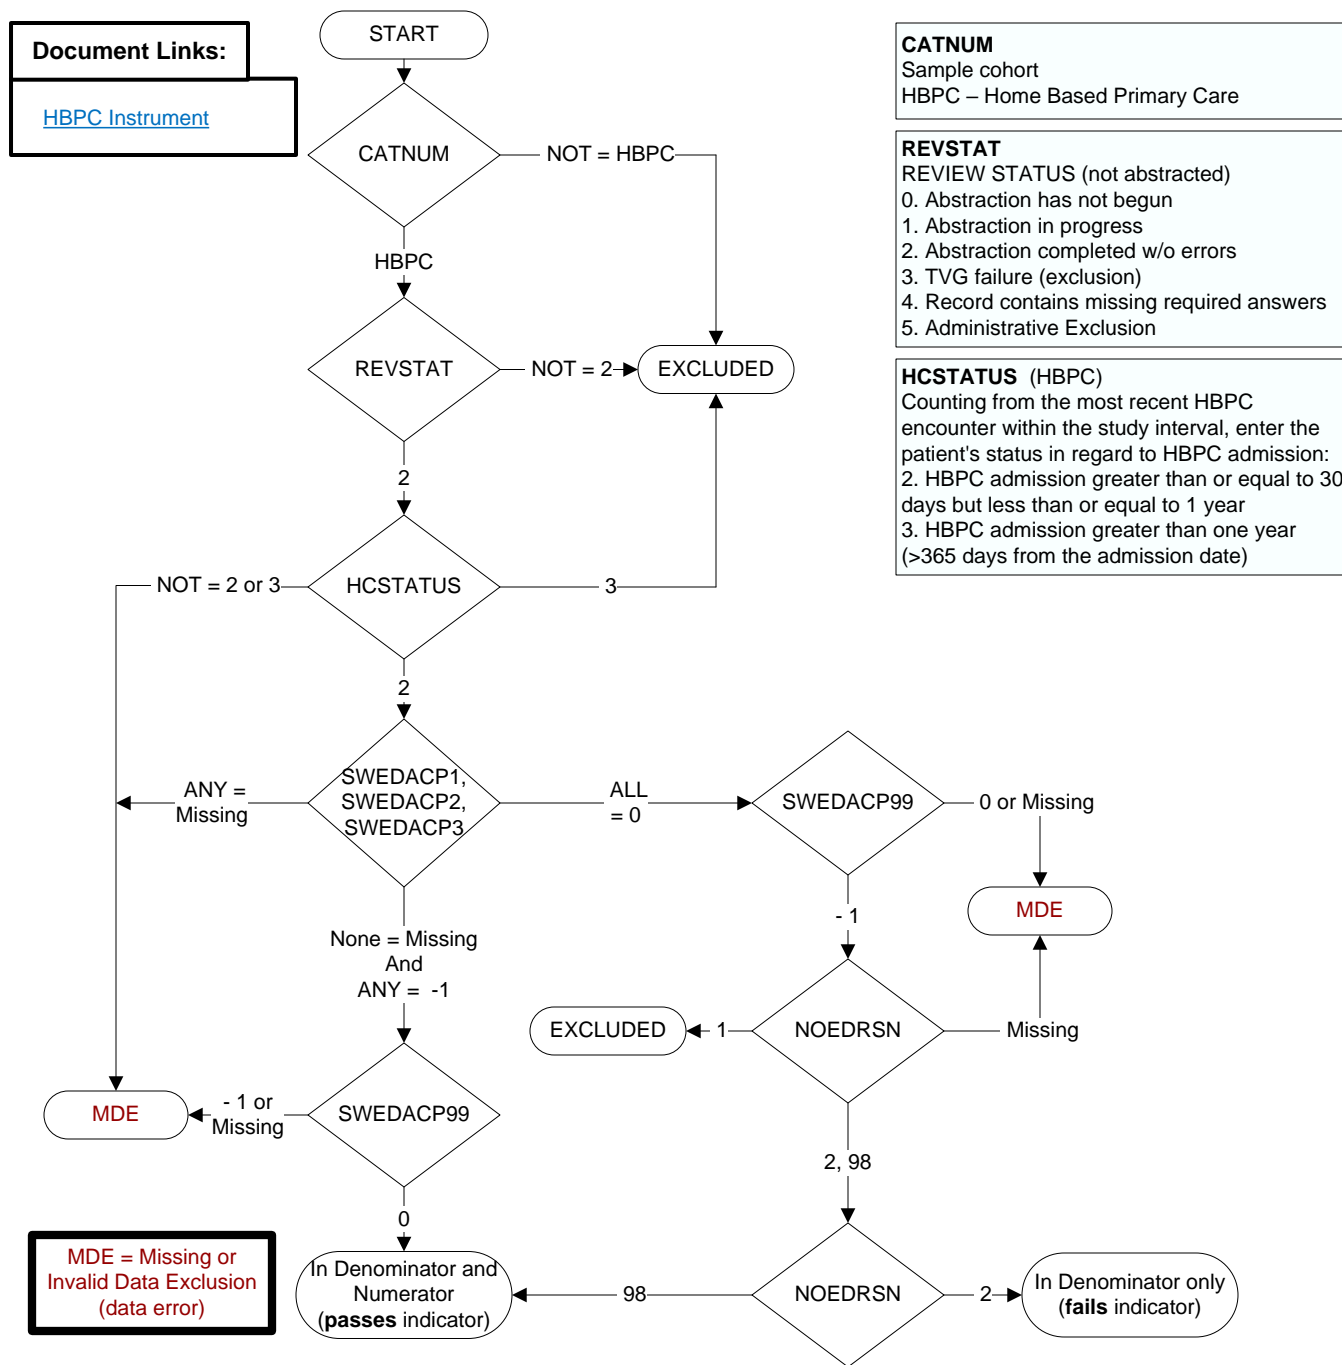 Document Links:
HBPC Instrument
START
CATNUM
Sample cohort
HBPC – Home Based Primary Care
CATNUM
NOT = HBPC
HBPC
REVSTAT
REVIEW STATUS (not abstracted)
0. Abstraction has not begun
1. Abstraction in progress
2. Abstraction completed w/o errors
3. TVG failure (exclusion)
4. Record contains missing required answers
5. Administrative Exclusion
REVSTAT
NOT = 2
EXCLUDED
2
HCSTATUS (HBPC)
Counting from the most recent HBPC
encounter within the study interval, enter the
patient's status in regard to HBPC admission:
2. HBPC admission greater than or equal to 30
days but less than or equal to 1 year
3. HBPC admission greater than one year
(>365 days from the admission date)
NOT = 2 or 3
HCSTATUS
3
2
ANY =
Missing
SWEDACP1,
SWEDACP2,
SWEDACP3
ALL
= 0
SWEDACP99
0 or Missing
MDE
- 1
None = Missing
And
ANY = -1
EXCLUDED
1
NOEDRSN
Missing
MDE
- 1 or
Missing
SWEDACP99
2, 98
0
MDE = Missing or
Invalid Data Exclusion
(data error)
In Denominator and
Numerator
(passes indicator)
98
NOEDRSN
2
In Denominator only
(fails indicator)